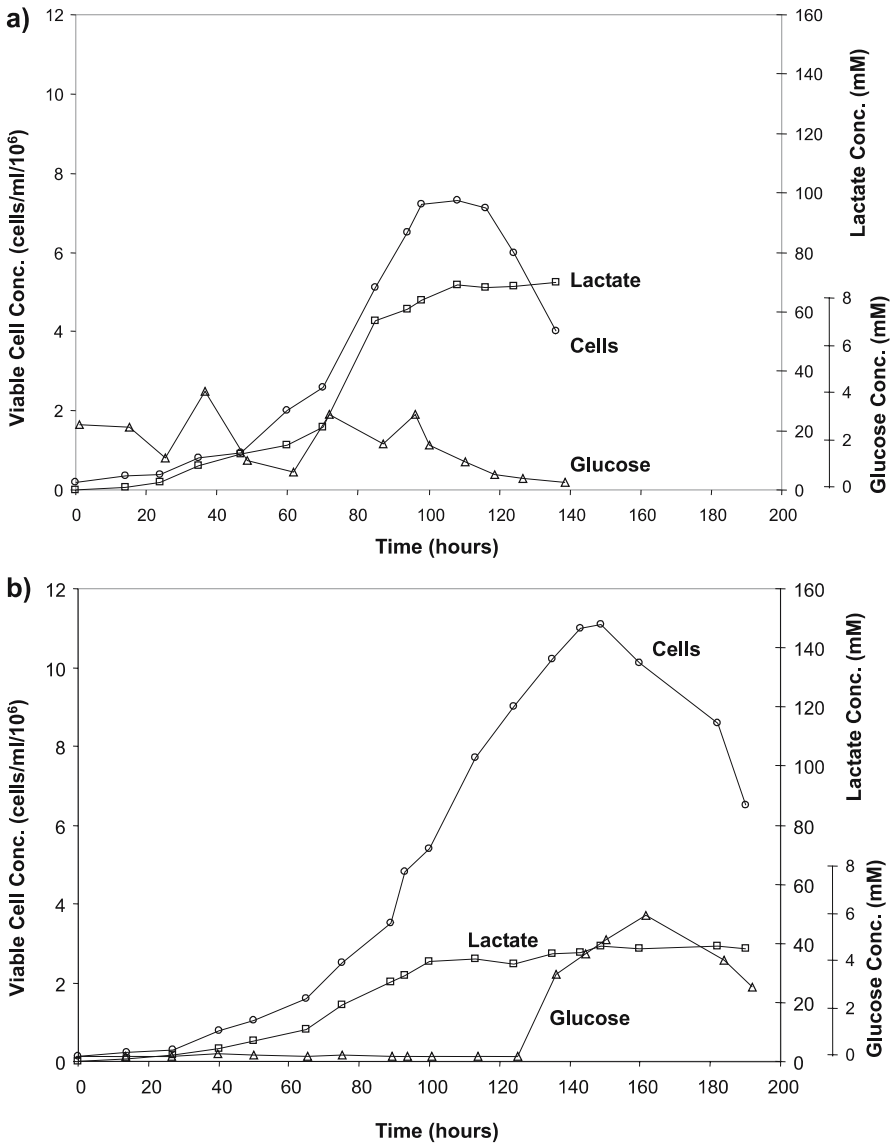 a)
Viable Cell Conc. (cells/ml/10⁶)
12
10
8
6
4
2
0
160
140
120
100
80
60
40
20
0
Lactate Conc. (mM)
8
6
4
2
0
Glucose Conc. (mM)
Lactate
Cells
Glucose
0 20 40 60 80 100 120 140 160 180 200
Time (hours)
b)
Viable Cell Conc. (cells/ml/10⁶)
12
10
8
6
4
2
0
160
140
120
100
80
60
40
20
0
Lactate Conc. (mM)
8
6
4
2
0
Glucose Conc. (mM)
Cells
Lactate
Glucose
0 20 40 60 80 100 120 140 160 180 200
Time (hours)